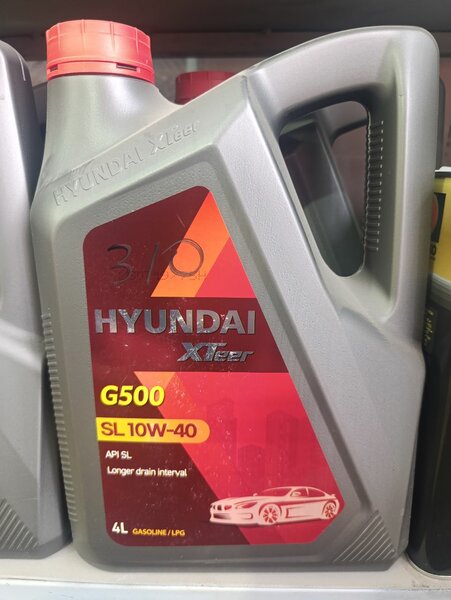 HYUNDAI XTeer
310
HYUNDAI
XTeer
G500
SL 10W-40
API SL
Longer drain interval
4L GASOLINE / LPG